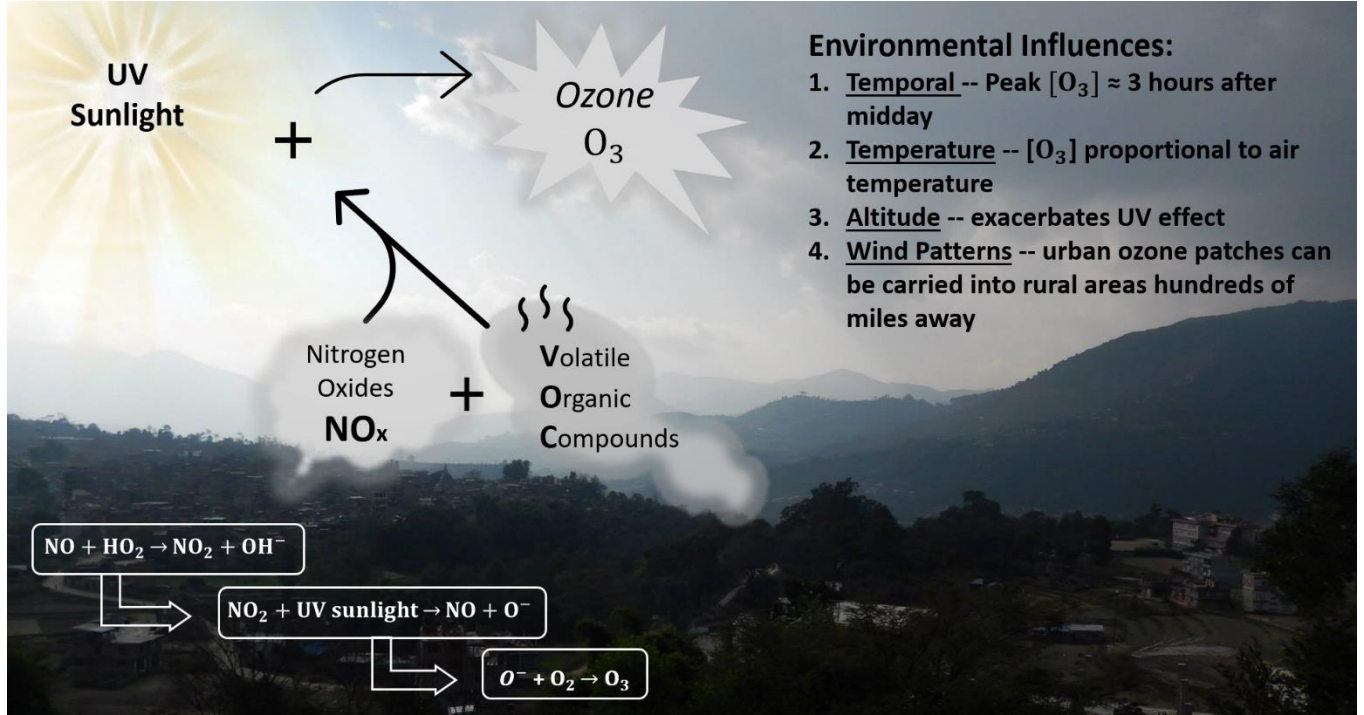 UV
Sunlight
+
Ozone
O₃
Environmental Influences:
1. Temporal -- Peak [O₃] ≈ 3 hours after
midday
2. Temperature -- [O₃] proportional to air
temperature
3. Altitude -- exacerbates UV effect
4. Wind Patterns -- urban ozone patches can
be carried into rural areas hundreds of
miles away
Nitrogen
Oxides
NOx
+
Volatile
Organic
Compounds
NO + HO₂ → NO₂ + OH⁻
NO₂ + UV sunlight → NO + O⁻
O⁻ + O₂ → O₃